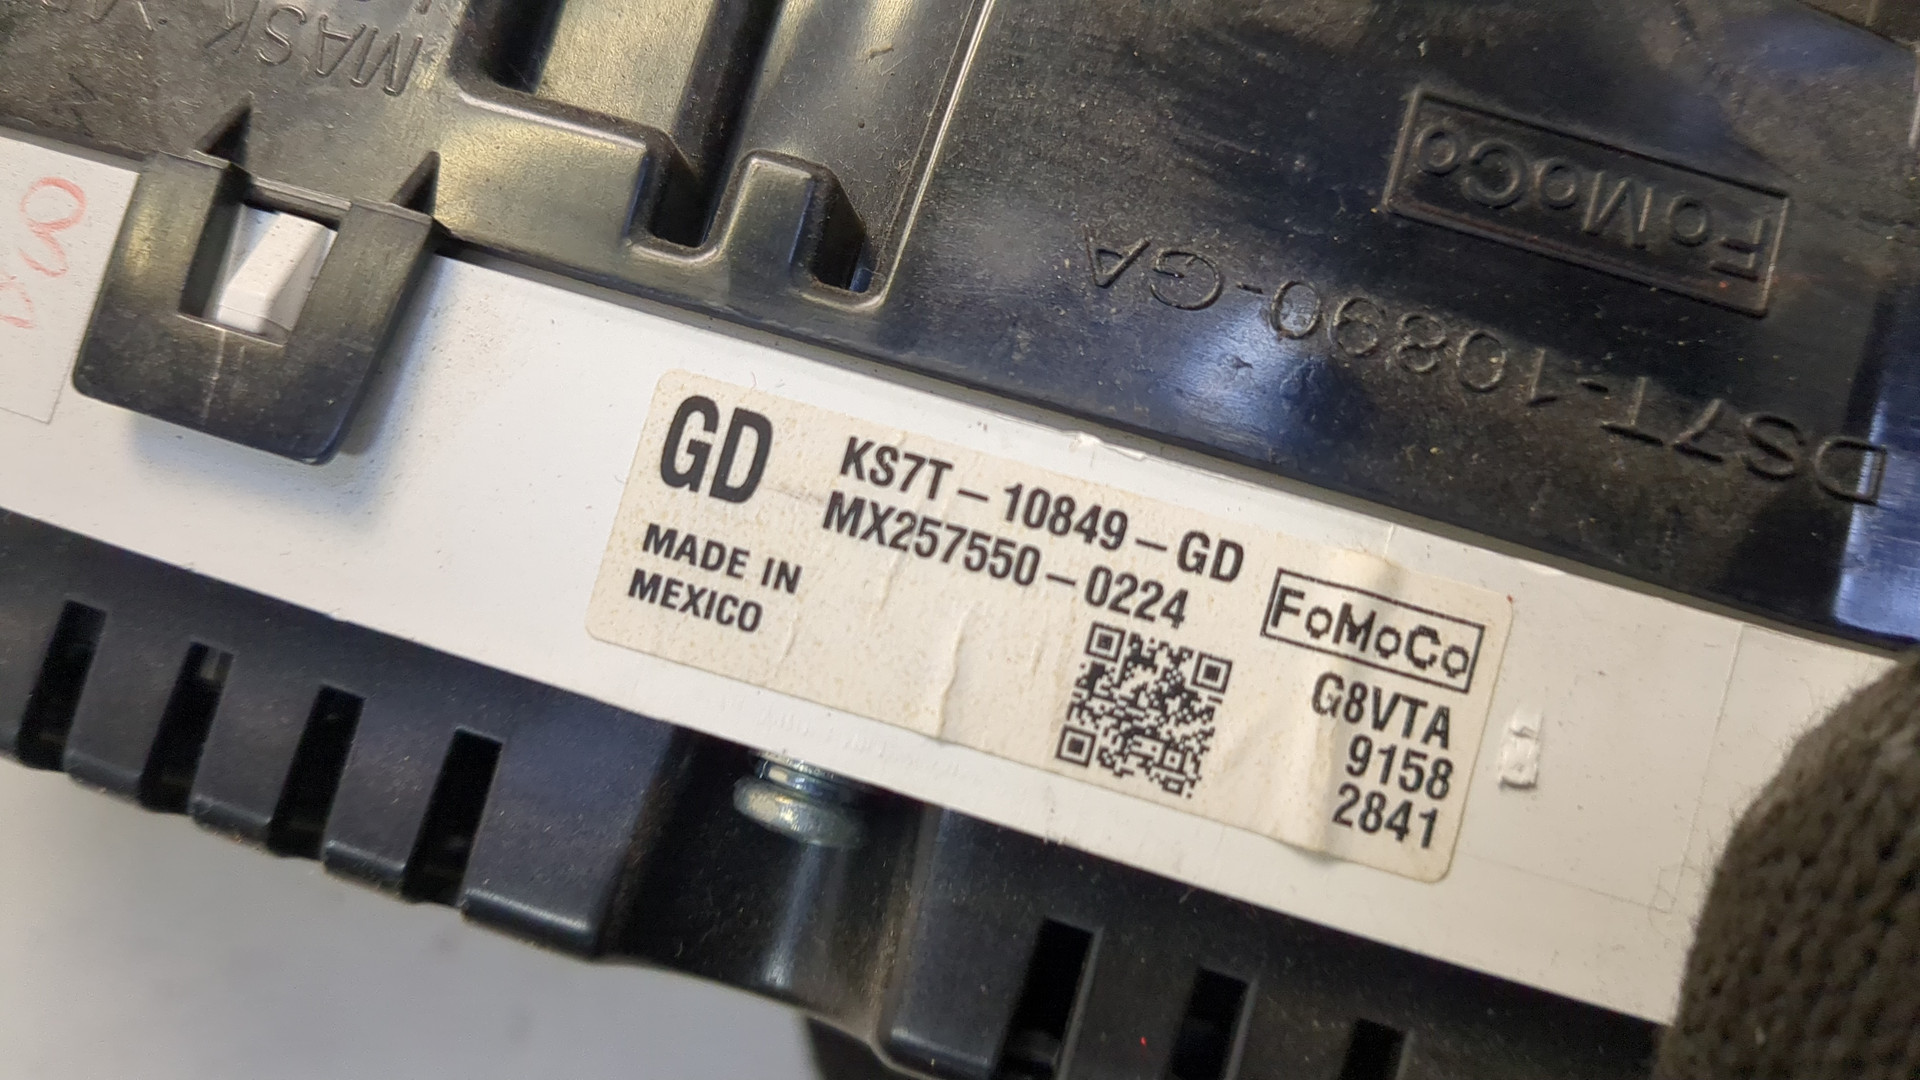 MASK
FoMoCo
DS7T-10890-GA
GD
KS7T-10849-GD
MX257550-0224
MADE IN
MEXICO
FoMoCo
G8VTA
9158
2841